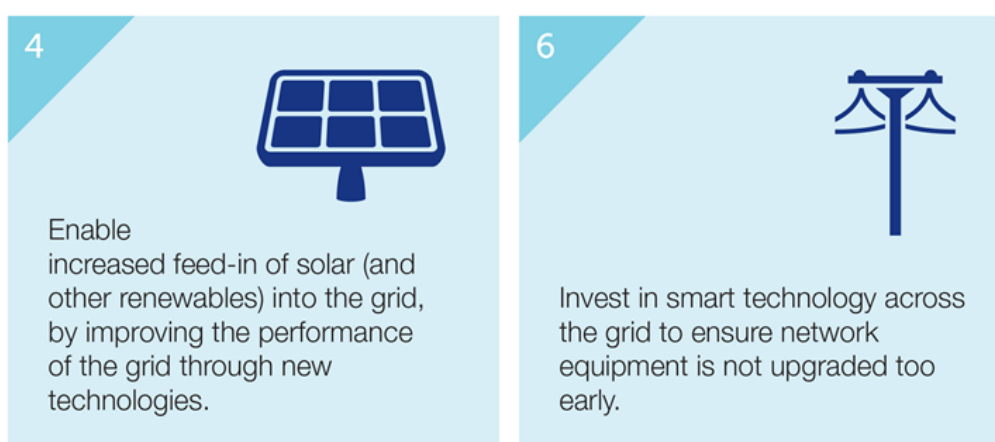 4
Enable
increased feed-in of solar (and
other renewables) into the grid,
by improving the performance
of the grid through new
technologies.
6
Invest in smart technology across
the grid to ensure network
equipment is not upgraded too
early.